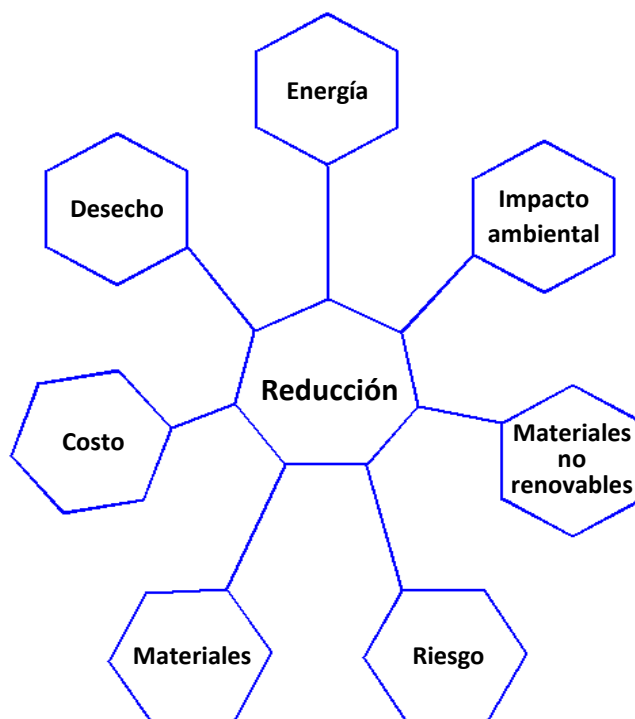 Energía
Desecho
Impacto
ambiental
Reducción
Costo
Materiales
no
renovables
Materiales
Riesgo